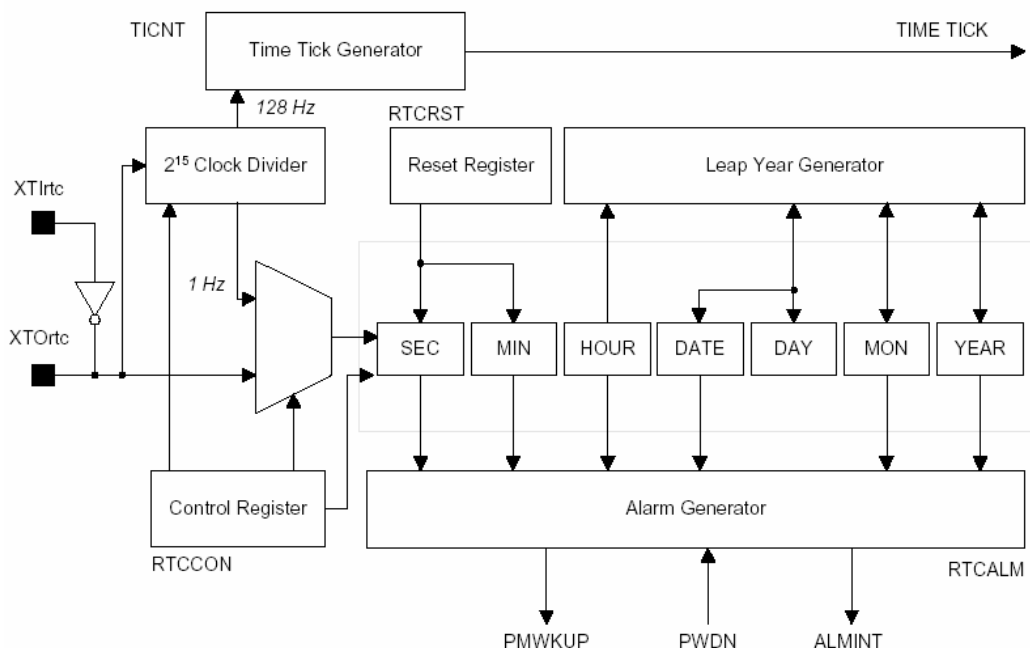 TICNT
Time Tick Generator
TIME TICK
128 Hz
RTCRST
2¹⁵ Clock Divider
Reset Register
Leap Year Generator
XTIrtc
1 Hz
XTOrtc
SEC
MIN
HOUR
DATE
DAY
MON
YEAR
Control Register
Alarm Generator
RTCCON
RTCALM
PMWKUP
PWDN
ALMINT